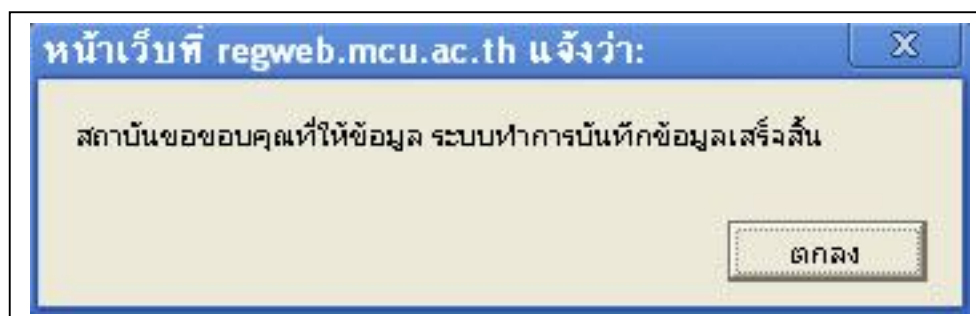 หน้าเว็บที่ regweb.mcu.ac.th แจ้งว่า:
สถาบันขอขอบคุณที่ให้ข้อมูล ระบบทำการบันทึกข้อมูลเสร็จสิ้น
ตกลง